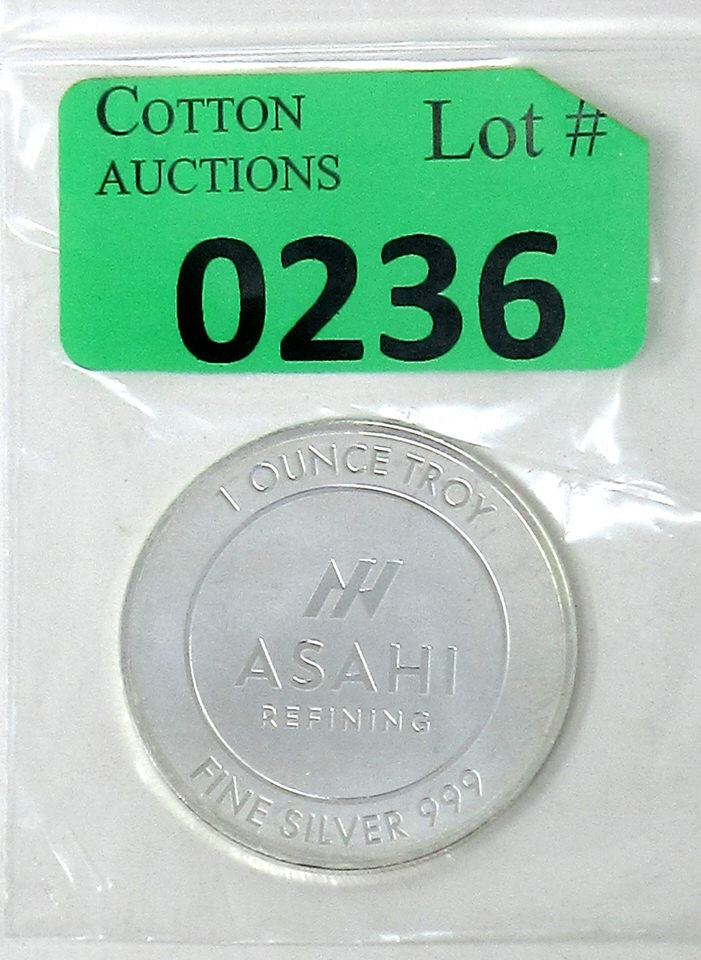 COTTON
AUCTIONS
Lot #
0236
1 OUNCE TROY
ASAHI
REFINING
FINE SILVER 999